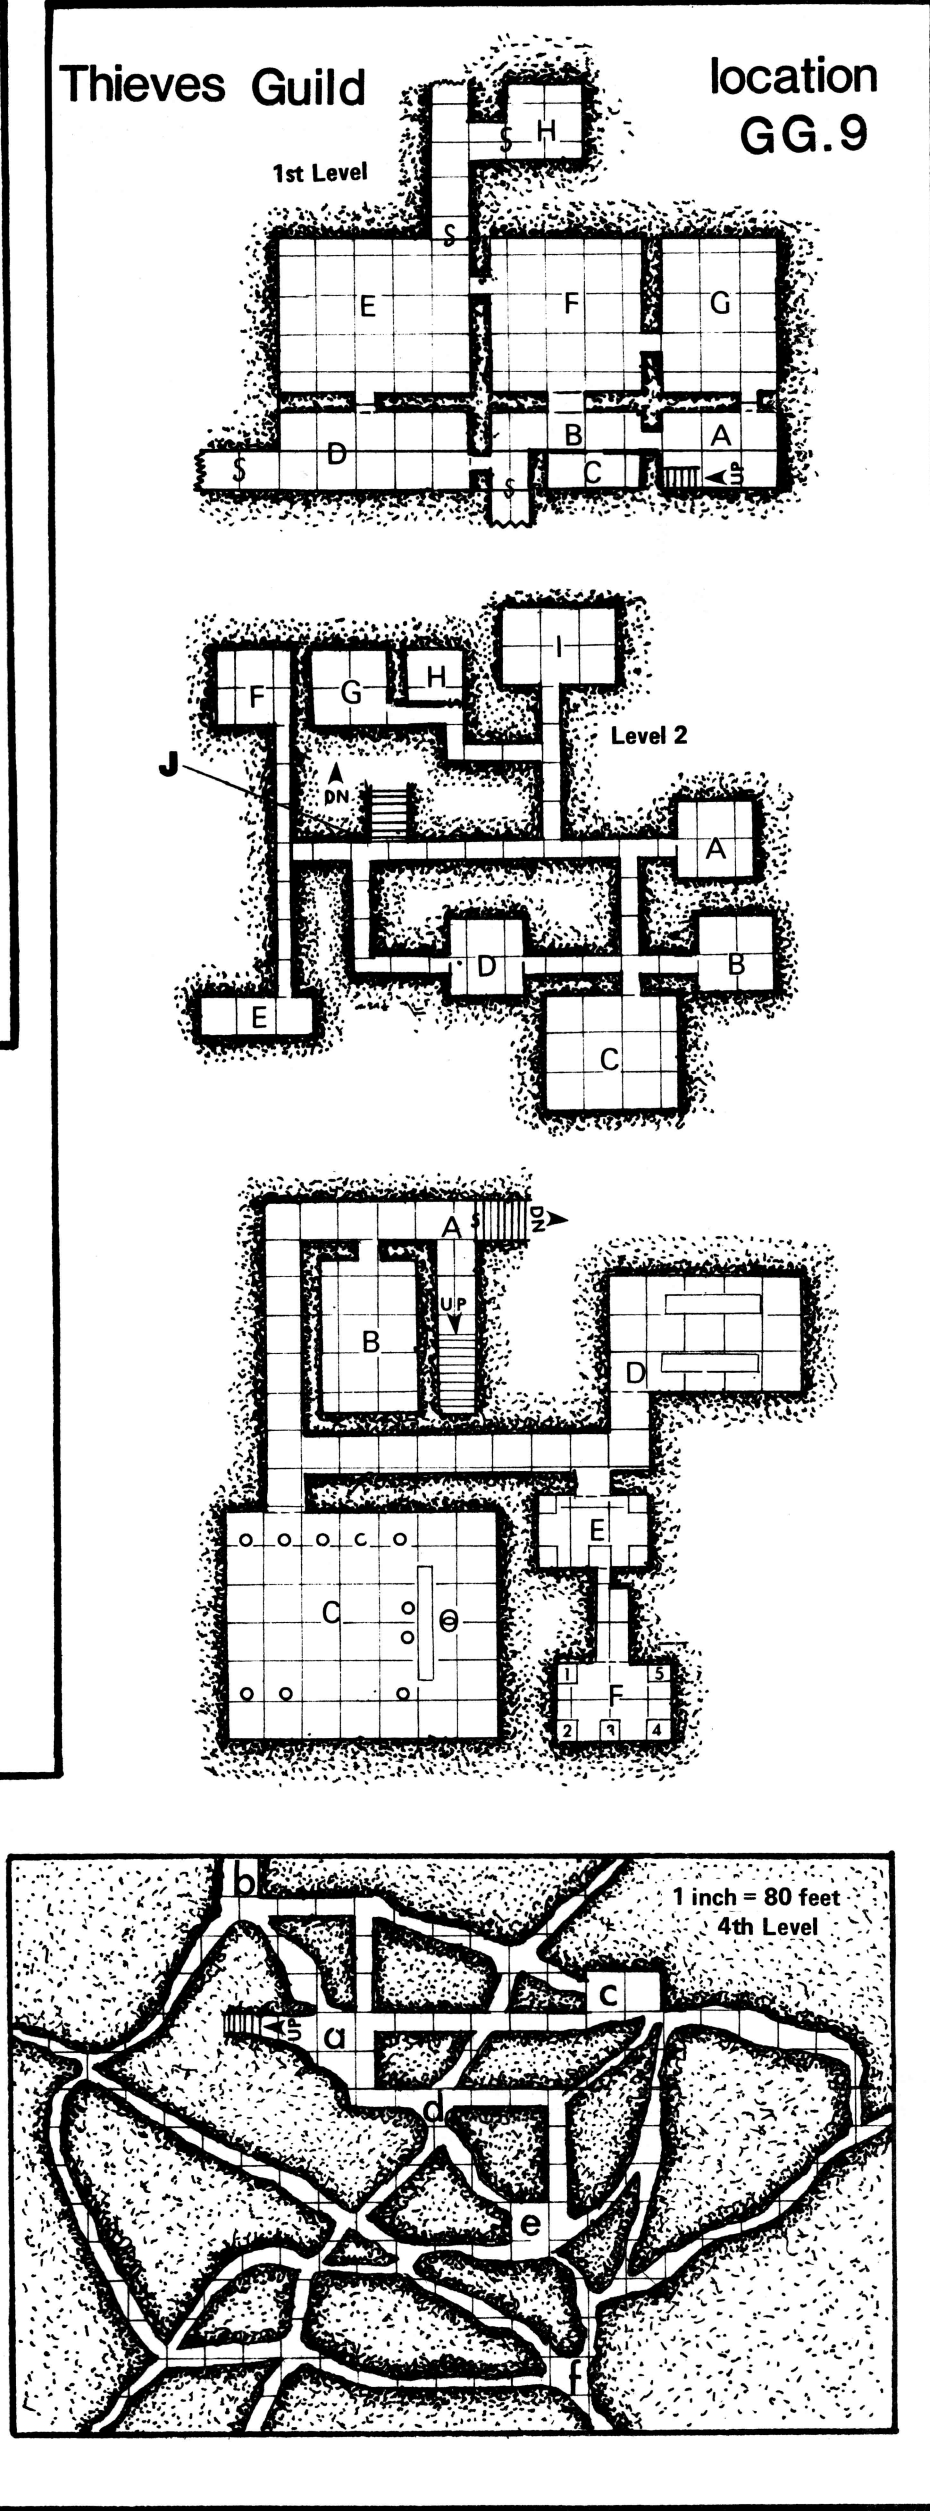 Thieves Guild
location
GG.9
1st Level
S H
S
E F G
B A
D
S C UP
S
I
F G H
Level 2
J
DN
A
D B
E
C
A S DN
UP
B
D
E
C
1 F 5
2 3 4
b
1 inch = 80 feet
4th Level
c
UP a
d
e
f